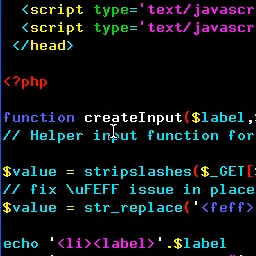 <script type='text/javascr
<script type='text/javascr
</head>
<?php
function createInput($label,
// Helper input function for
$value = stripslashes($_GET[
// fix \uFEFF issue in place
$value = str_replace('<feff>
echo '<li><label>'.$label